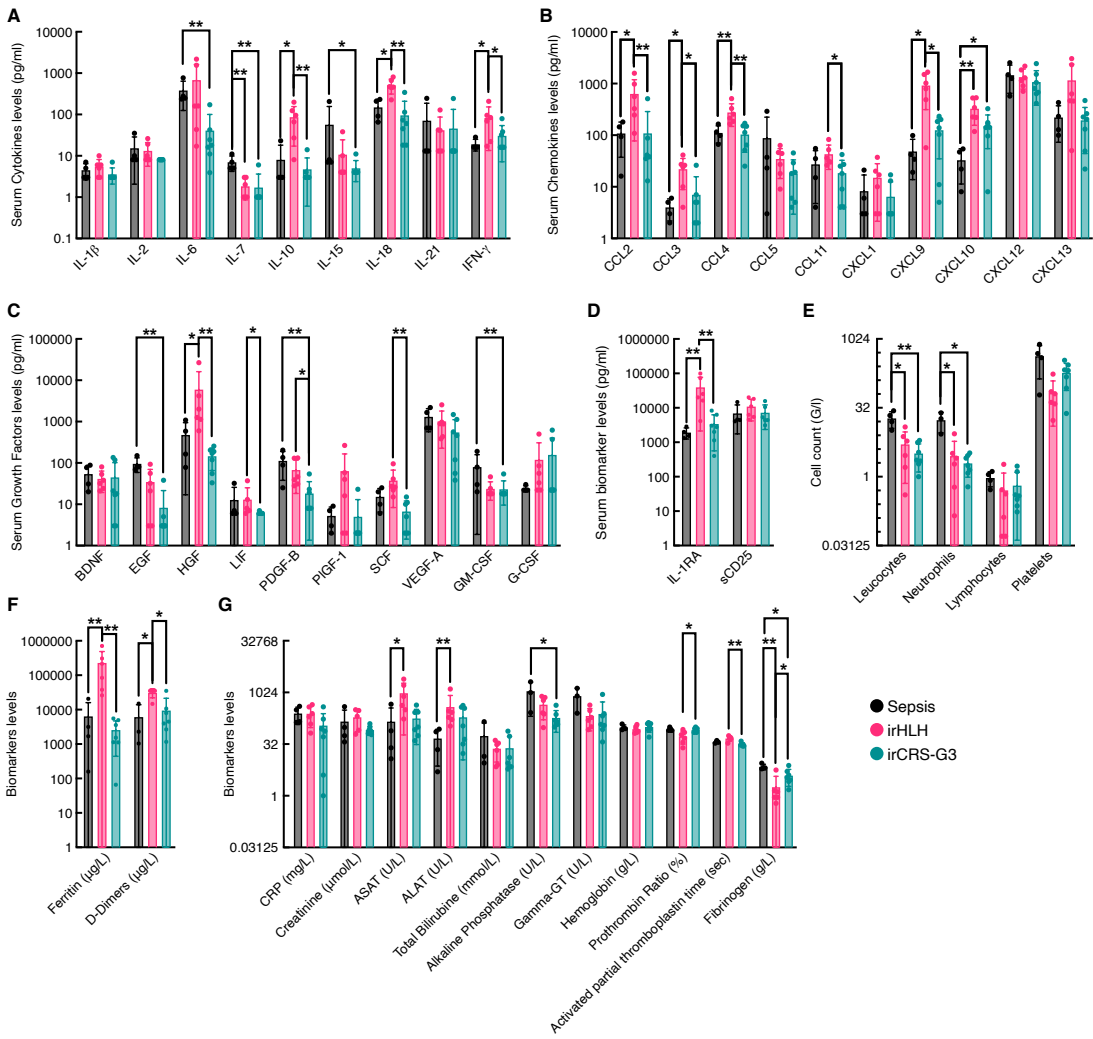 A
Serum Cytokines levels (pg/ml)
10000
1000
100
10
1
0.1
** ** ** * ** * * ** * *
IL-1β IL-2 IL-6 IL-7 IL-10 IL-15 IL-18 IL-21 IFN-γ
B
Serum Chemokines levels (pg/ml)
10000
1000
100
10
1
* ** * * ** ** * * * ** *
CCL2 CCL3 CCL4 CCL5 CCL11 CXCL1 CXCL9 CXCL10 CXCL12 CXCL13
C
Serum Growth Factors levels (pg/ml)
100000
10000
1000
100
10
1
** * ** * ** * ** **
BDNF EGF HGF LIF PDGF-B PIGF-1 SCF VEGF-A GM-CSF G-CSF
D
Serum biomarker levels (pg/ml)
1000000
100000
10000
1000
100
10
1
** **
IL-1RA sCD25
E
Cell count (G/l)
1024
32
1
0.03125
** * * *
Leucocytes Neutrophils Lymphocytes Platelets
F
Biomarkers levels
1000000
100000
10000
1000
100
10
1
** ** * *
Ferritin (µg/L) D-Dimers (µg/L)
G
Biomarkers levels
32768
1024
32
1
0.03125
* ** * * ** * ** *
CRP (mg/L)
Creatinine (µmol/L)
ASAT (U/L)
ALAT (U/L)
Total Bilirubine (mmol/L)
Alkaline Phosphatase (U/L)
Gamma-GT (U/L)
Hemoglobin (g/L)
Prothrombin Ratio (%)
Activated partial thromboplastin time (sec)
Fibrinogen (g/L)
Sepsis
irHLH
irCRS-G3